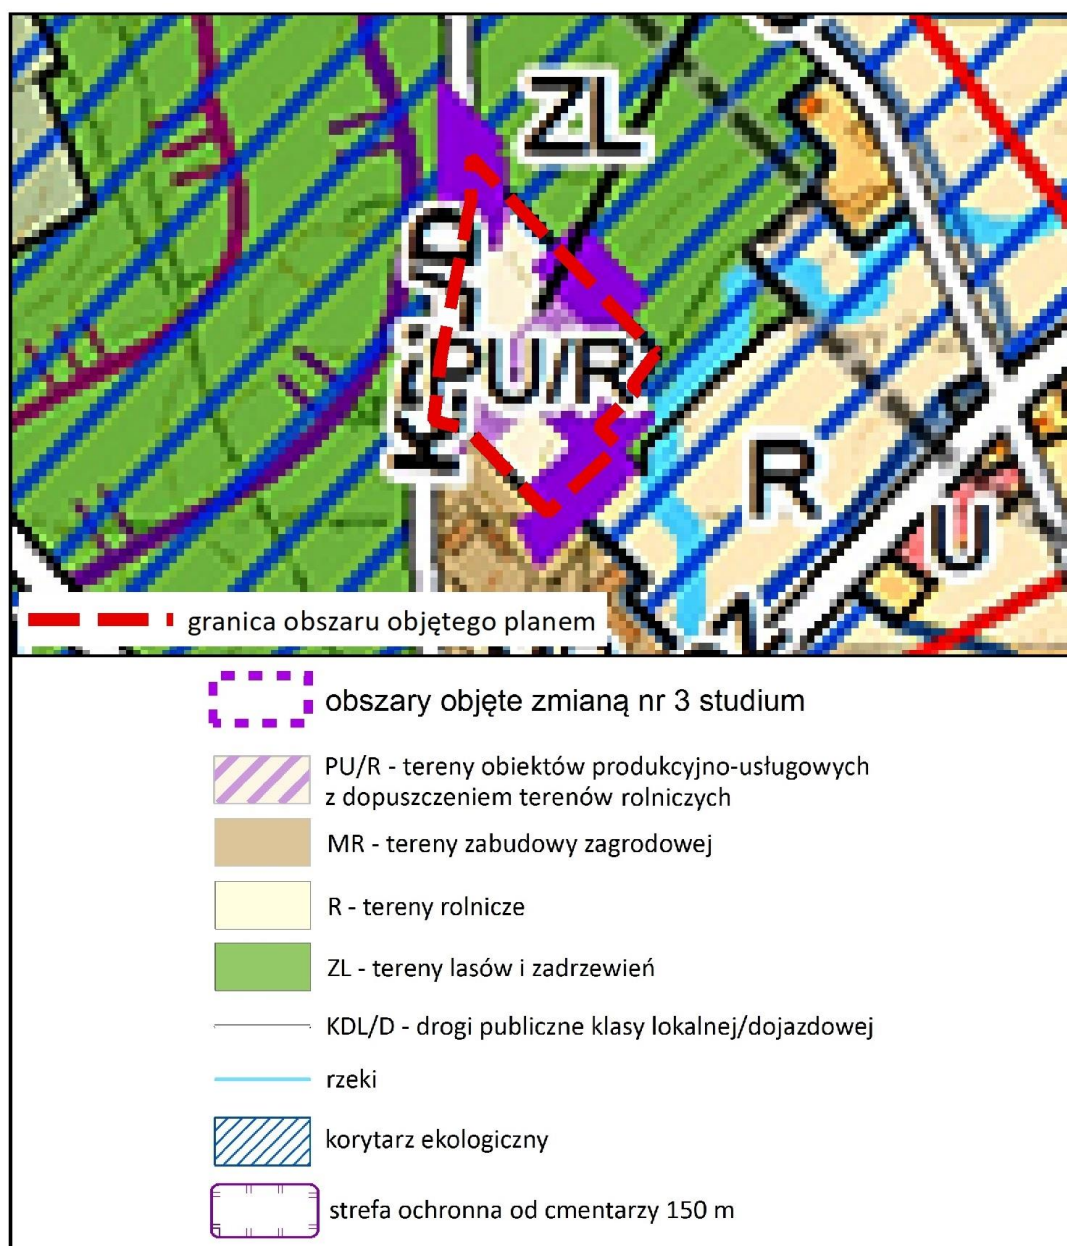 ZL
PU/R
R
U
granica obszaru objętego planem
obszary objęte zmianą nr 3 studium
PU/R - tereny obiektów produkcyjno-usługowych
z dopuszczeniem terenów rolniczych
MR - tereny zabudowy zagrodowej
R - tereny rolnicze
ZL - tereny lasów i zadrzewień
KDL/D - drogi publiczne klasy lokalnej/dojazdowej
rzeki
korytarz ekologiczny
strefa ochronna od cmentarzy 150 m